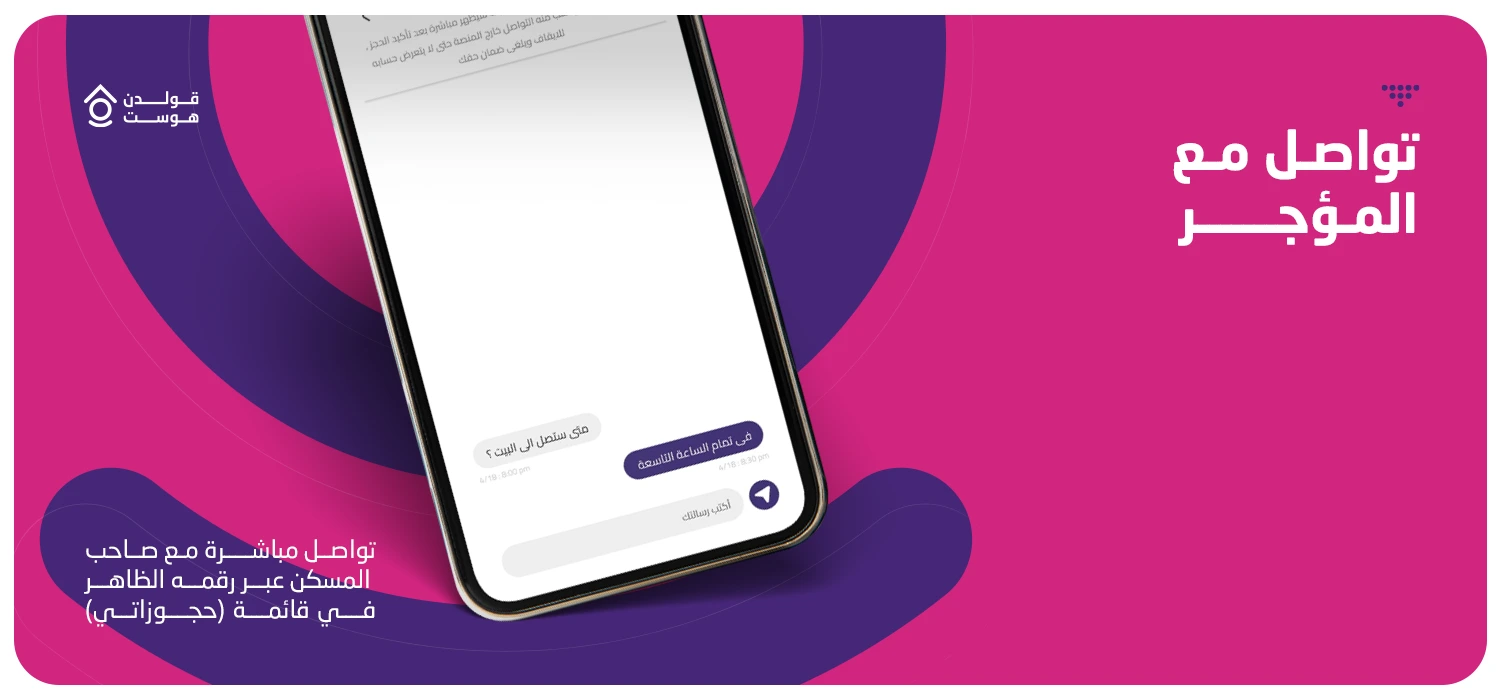 قولدن
هوست
تواصل مع
المؤجر
سيظهر مباشرة بعد تأكيد الحجز ،
منه التواصل خارج المنصة حتى لا يتعرض حسابه
للايقاف ويلغى ضمان حقك
متى ستصل الى البيت ؟
4/18 : 8:00 pm
فى تمام الساعة التاسعة
4/18 : 8:30 pm
أكتب رسالتك
تواصل مباشرة مع صاحب
المسكن عبر رقمه الظاهر
في قائمة (حجوزاتي)